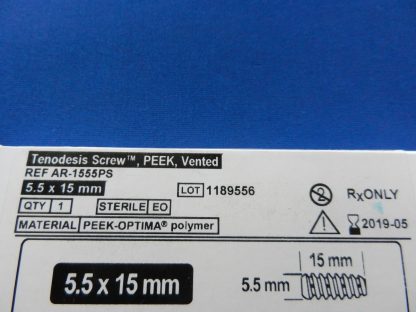 Tenodesis Screw™, PEEK, Vented
REF AR-1555PS
5.5 x 15 mm
LOT 1189556
QTY 1 STERILE EO
RxONLY
MATERIAL PEEK-OPTIMA® polymer
2019-05
5.5 x 15 mm
15 mm
5.5 mm